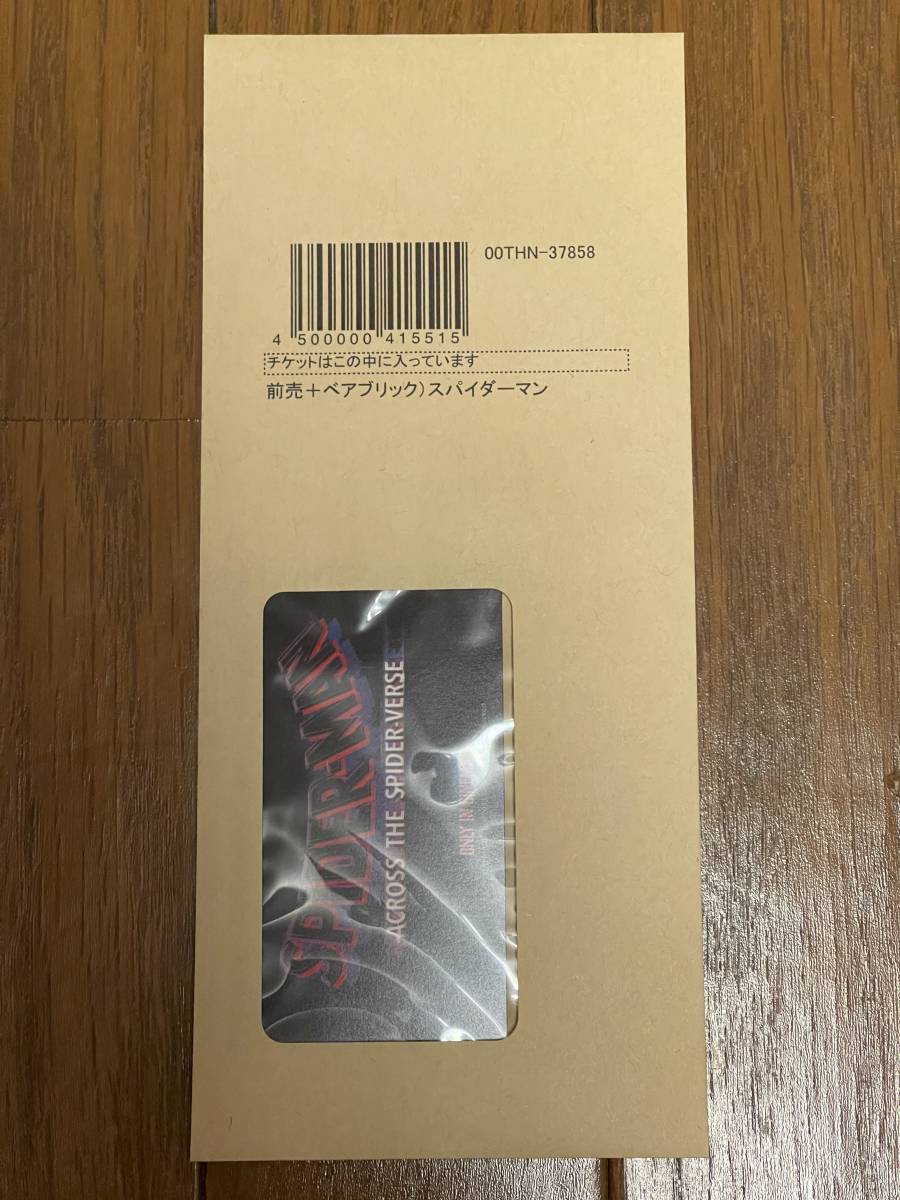 00THN-37858
4 500000 415515
チケットはこの中に入っています
前売+ベアブリック)スパイダーマン
SPIDER-MAN
ACROSS THE SPIDER-VERSE
ONLY IN